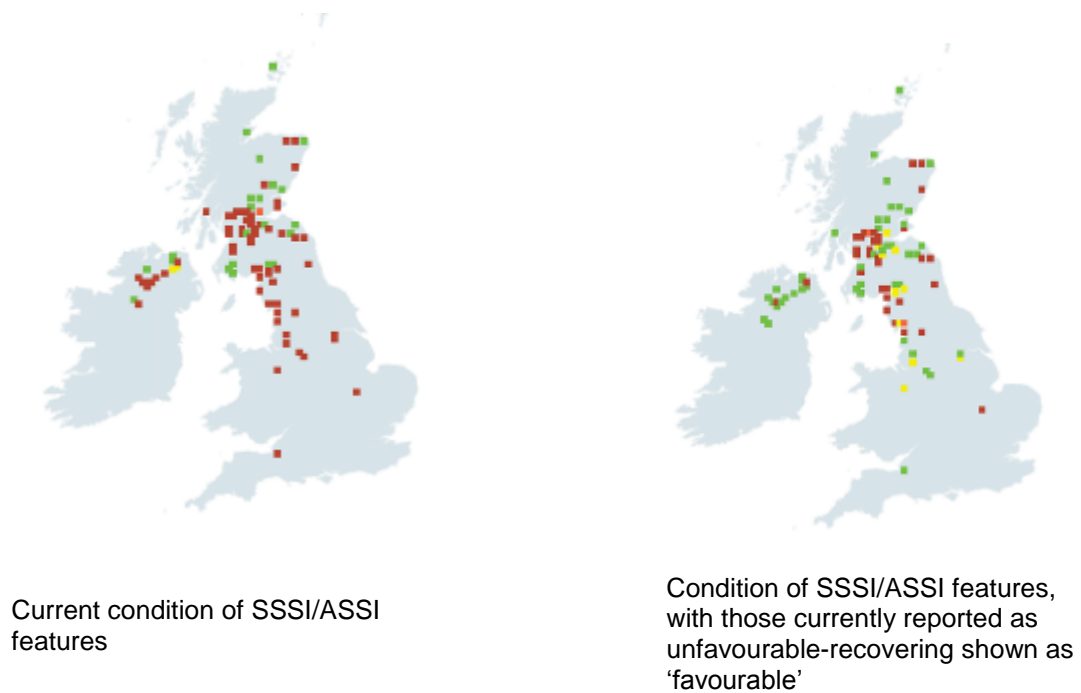 Current condition of SSSI/ASSI
features
Condition of SSSI/ASSI features,
with those currently reported as
unfavourable-recovering shown as
‘favourable’